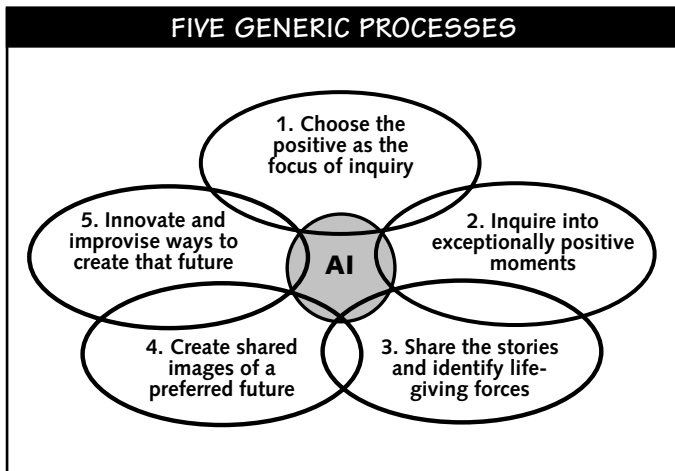 FIVE GENERIC PROCESSES
1. Choose the
positive as the
focus of inquiry
2. Inquire into
exceptionally positive
moments
3. Share the stories
and identify life-
giving forces
4. Create shared
images of a
preferred future
5. Innovate and
improvise ways to
create that future
AI